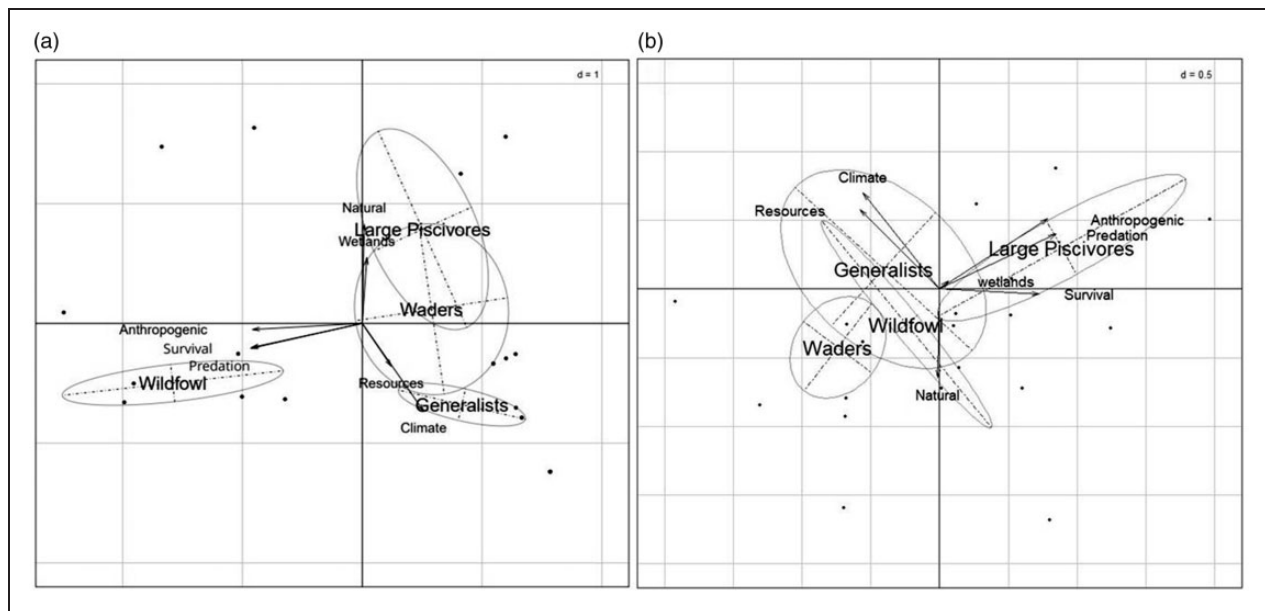 (a)
d = 1
Natural
Large Piscivores
Wetlands
Waders
Anthropogenic
Survival
Predation
Wildfowl
Resources
Generalists
Climate
(b)
d = 0.5
Climate
Resources
Anthropogenic
Predation
Large Piscivores
Generalists
wetlands
Survival
Wildfowl
Waders
Natural